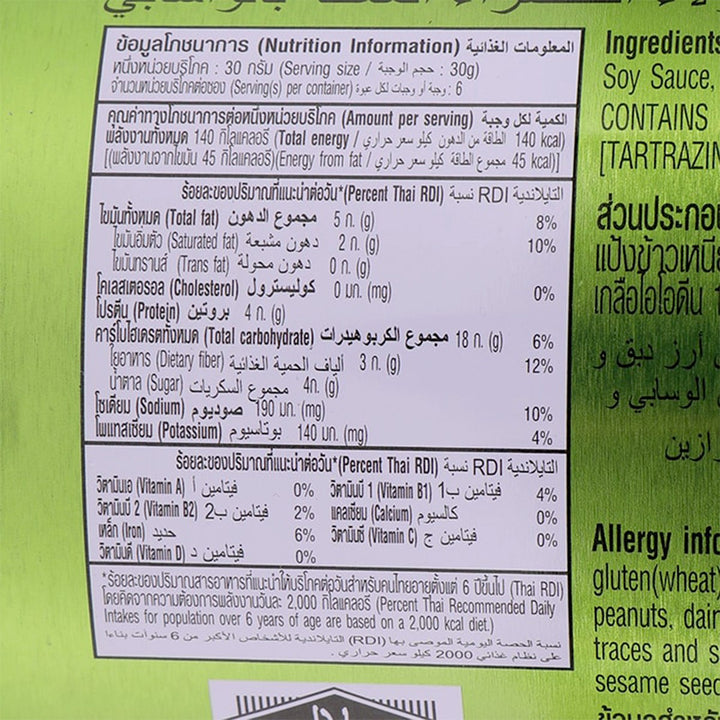 ข้อมูลโภชนาการ (Nutrition Information) المعلومات الغذائية
หนึ่งหน่วยบริโภค : 30 กรัม (Serving size / حجم الوجبة : 30g)
จำนวนหน่วยบริโภคต่อซอง (Serving(s) per container) وجبة أو وجبات لكل عبوة : 6
คุณค่าทางโภชนาการต่อหนึ่งหน่วยบริโภค (Amount per serving) الكمية لكل وجبة
พลังงานทั้งหมด 140 กิโลแคลอรี (Total energy / الطاقة من الدهون كيلو سعر حراري 140 kcal)
[(พลังงานจากไขมัน 45 กิโลแคลอรี)(Energy from fat / مجموع الطاقة كيلو سعر حراري 45 kcal)]
ร้อยละของปริมาณที่แนะนำต่อวัน*(Percent Thai RDI) نسبة RDI التايلاندية
ไขมันทั้งหมด (Total fat) مجموع الدهون 5 ก. (g) 8%
ไขมันอิ่มตัว (Saturated fat) دهون مشبعة 2 ก. (g) 10%
ไขมันทรานส์ (Trans fat) دهون محولة 0 ก. (g)
โคเลสเตอรอล (Cholesterol) كوليسترول 0 มก. (mg) 0%
โปรตีน (Protein) بروتين 4 ก. (g)
คาร์โบไฮเดรตทั้งหมด (Total carbohydrate) مجموع الكربوهيدرات 18 ก. (g) 6%
ใยอาหาร (Dietary fiber) ألياف الحمية الغذائية 3 ก. (g) 12%
น้ำตาล (Sugar) مجموع السكريات 4ก. (g)
โซเดียม (Sodium) صوديوم 190 มก. (mg) 10%
โพแทสเซียม (Potassium) بوتاسيوم 140 มก. (mg) 4%
ร้อยละของปริมาณที่แนะนำต่อวัน*(Percent Thai RDI) نسبة RDI التايلاندية
วิตามินเอ (Vitamin A) فيتامين أ 0% วิตามินบี 1 (Vitamin B1) فيتامين ب1 4%
วิตามินบี 2 (Vitamin B2) فيتامين ب2 2% แคลเซียม (Calcium) كالسيوم 0%
เหล็ก (Iron) حديد 6% วิตามินซี (Vitamin C) فيتامين ج 0%
วิตามินดี (Vitamin D) فيتامين د 0%
*ร้อยละของปริมาณสารอาหารที่แนะนำให้บริโภคต่อวันสำหรับคนไทยอายุตั้งแต่ 6 ปีขึ้นไป (Thai RDI)
โดยคิดจากความต้องการพลังงานวันละ 2,000 กิโลแคลอรี (Percent Thai Recommended Daily
Intakes for population over 6 years of age are based on a 2,000 kcal diet.)
نسبة الحصة اليومية الموصى بها (RDI) التايلاندية للأشخاص الأكبر من 6 سنوات بناءا
على نظام غذائي 2000 كيلو سعر حراري .
Ingredients
Soy Sauce,
CONTAINS
[TARTRAZIN
ส่วนประกอบ
แป้งข้าวเหนีย
เกลือไอโอดีน 1
أرز دبق و
الوسابي و
Allergy info
gluten(wheat)
peanuts, dair
traces and s
sesame seed